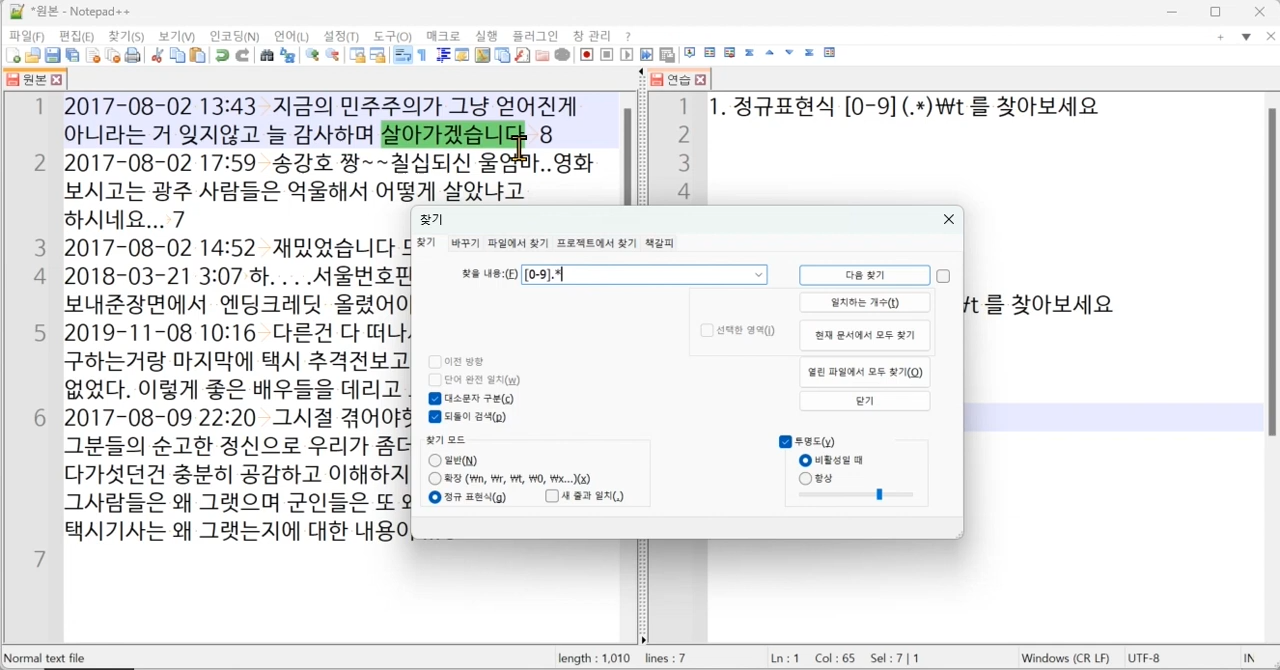 *원본 - Notepad++
파일(F) 편집(E) 찾기(S) 보기(V) 인코딩(N) 언어(L) 설정(T) 도구(O) 매크로 실행 플러그인 창 관리 ?
원본
연습
1 2017-08-02 13:43 지금의 민주주의가 그냥 얻어진게
아니라는 거 잊지않고 늘 감사하며 살아가겠습니다 8
2 2017-08-02 17:59 송강호 짱~~칠십되신 울엄마..영화
보시고는 광주 사람들은 억울해서 어떻게 살았냐고
하시네요... 7
3 2017-08-02 14:52 재밌었습니다
4 2018-03-21 3:07 하. . . .서울번호판
보내준장면에서 엔딩크레딧 올렸어야
5 2019-11-08 10:16 다른건 다 떠나
구하는거랑 마지막에 택시 추격전보고
없었다. 이렇게 좋은 배우들을 데리고
6 2017-08-09 22:20 그시절 겪어야
그분들의 순고한 정신으로 우리가 좀더
다가섯던건 충분히 공감하고 이해하지
그사람들은 왜 그랫으며 군인들은 또
택시기사는 왜 그랫는지에 대한 내용이
7
1 1. 정규표현식 [0-9](.*)₩t 를 찾아보세요
2
3
4
₩t 를 찾아보세요
찾기
찾기 바꾸기 파일에서 찾기 프로젝트에서 찾기 책갈피
찾을 내용:(F) [0-9].*
다음 찾기
일치하는 개수(t)
선택한 영역(I)
현재 문서에서 모두 찾기
이전 방향
열린 파일에서 모두 찾기(O)
단어 완전 일치(w)
대소문자 구분(c)
닫기
되돌이 검색(p)
찾기 모드
투명도(y)
일반(N)
비활성일 때
확장 (₩n, ₩r, ₩t, ₩0, ₩x...)(x)
항상
정규 표현식(g)
새 줄과 일치(.)
Normal text file length : 1,010 lines : 7 Ln : 1 Col : 65 Sel : 7 | 1 Windows (CR LF) UTF-8 IN